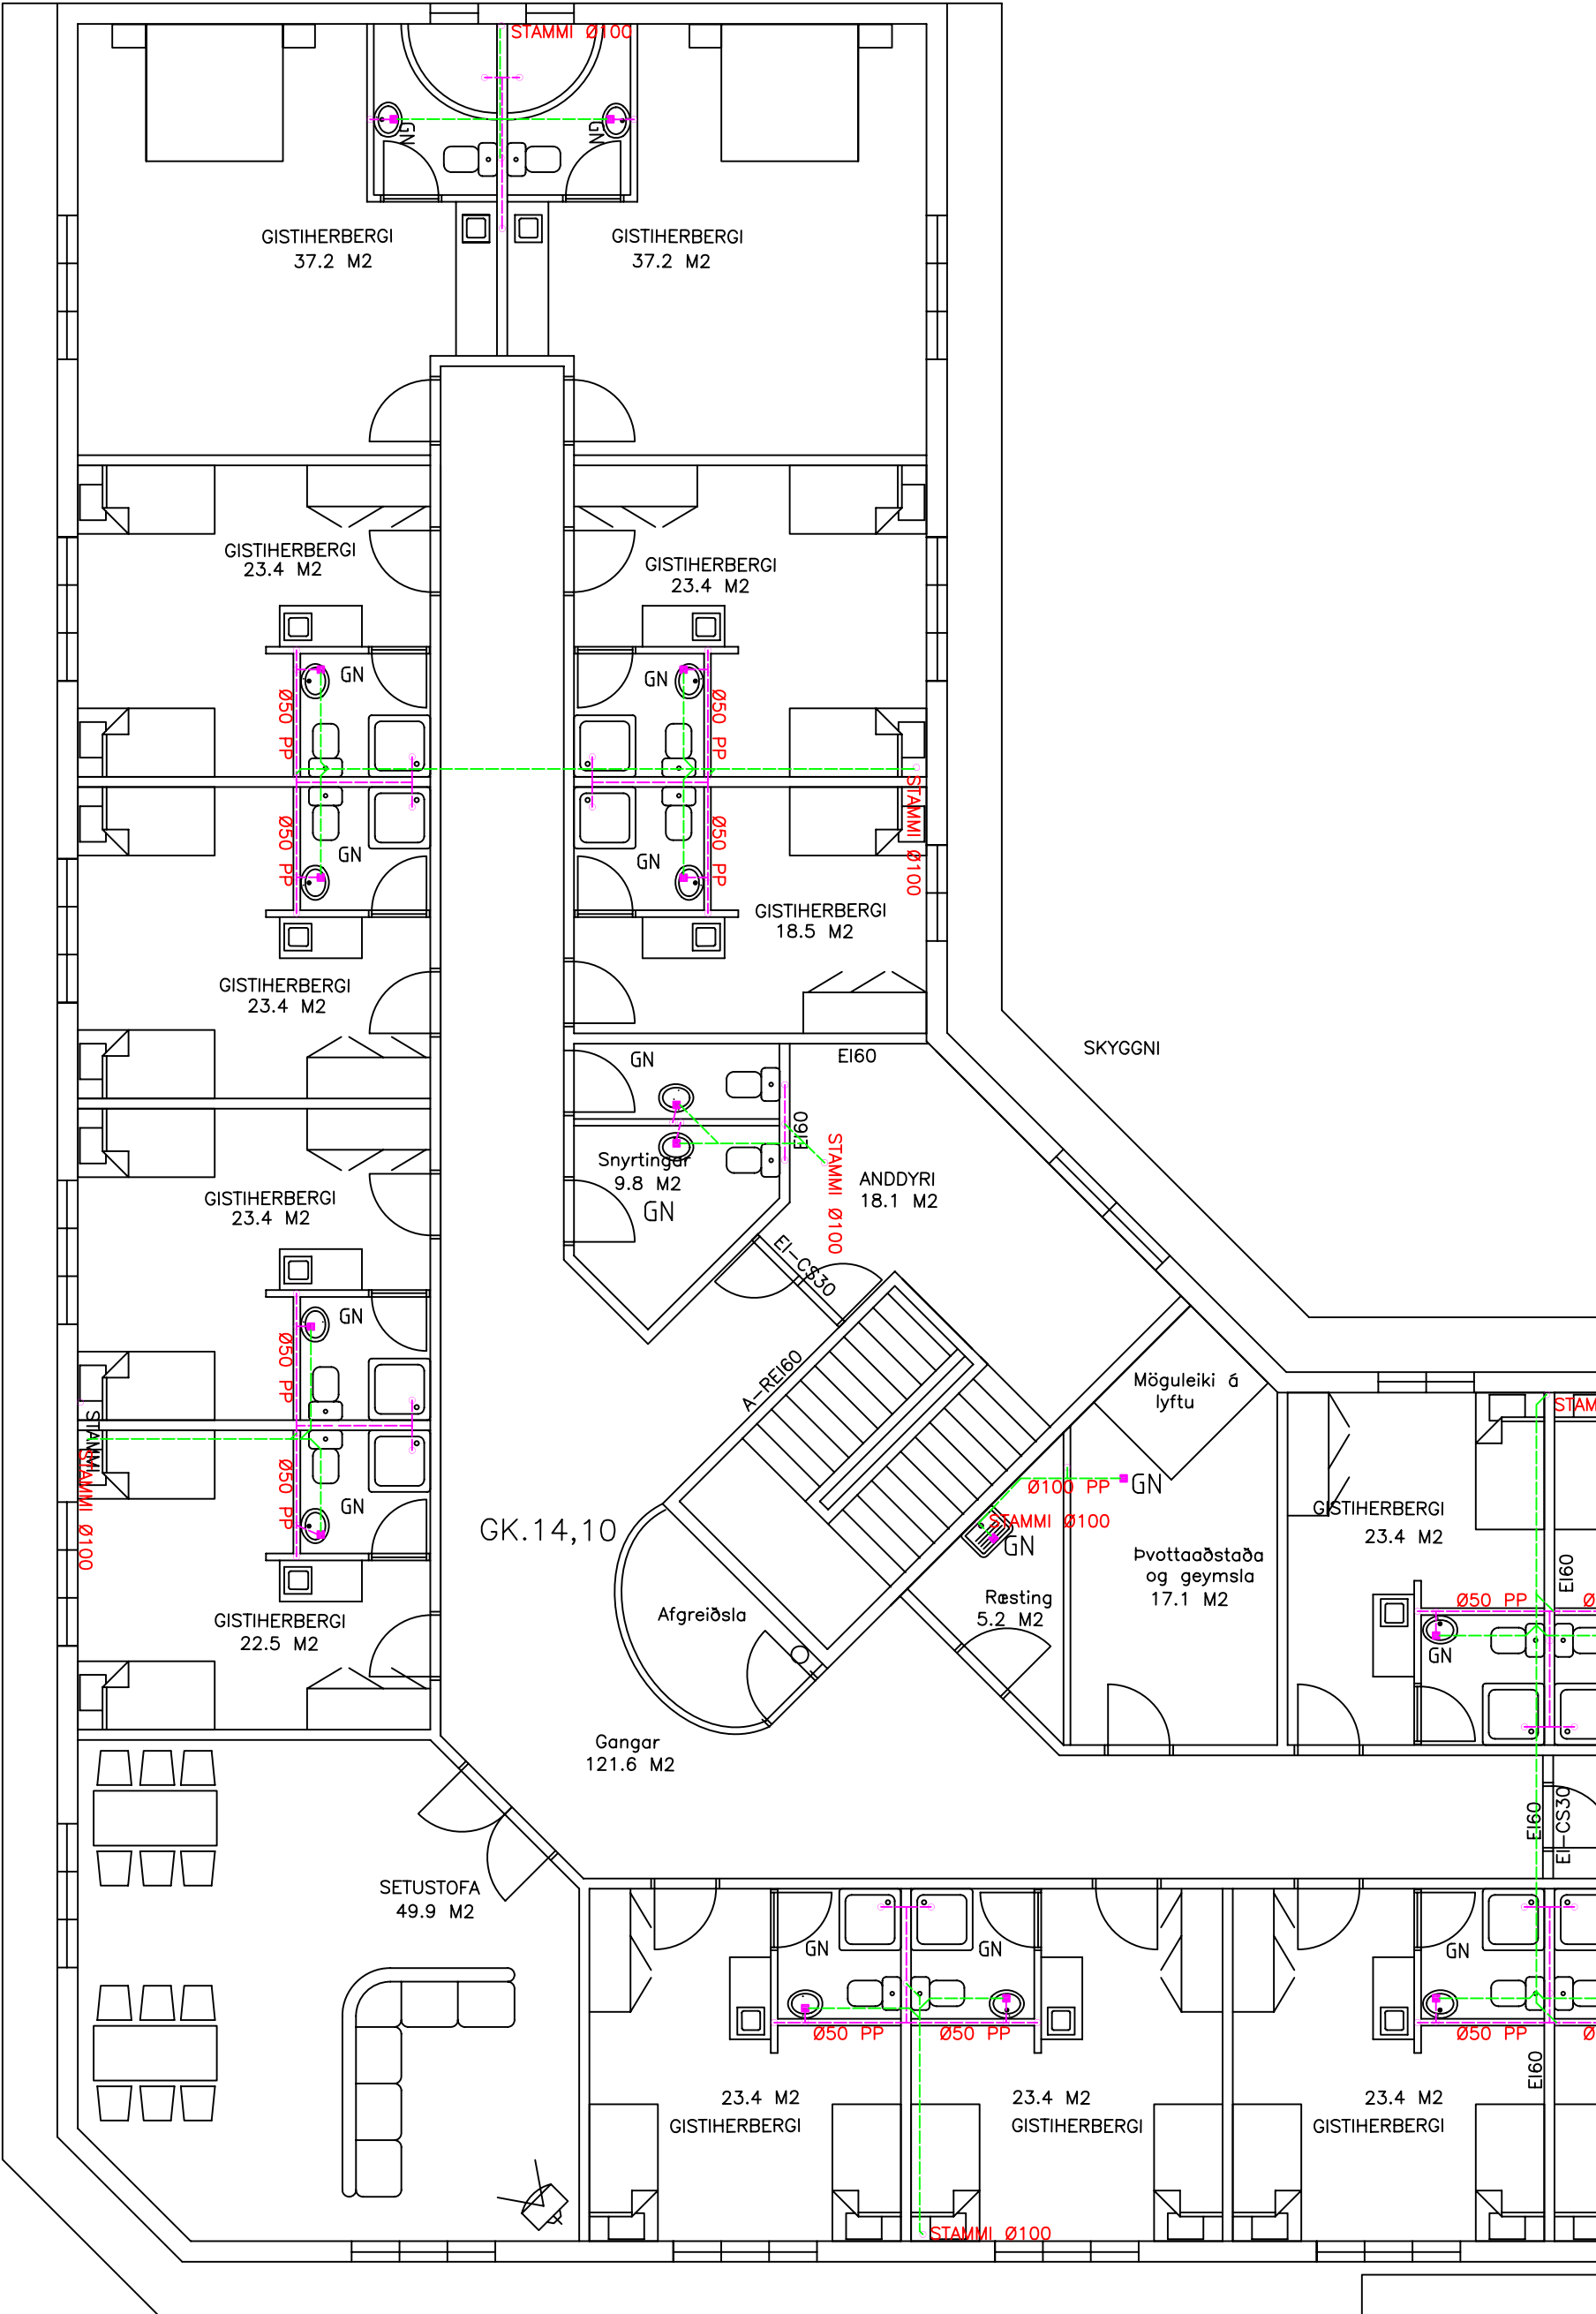 STAMMI Ø100
GN
GN
GISTIHERBERGI
37.2 M2
GISTIHERBERGI
37.2 M2
GISTIHERBERGI
23.4 M2
GISTIHERBERGI
23.4 M2
GN
GN
Ø50 PP
Ø50 PP
STAMMI Ø100
Ø50 PP
Ø50 PP
GN
GN
GISTIHERBERGI
18.5 M2
GISTIHERBERGI
23.4 M2
SKYGGNI
EI60
GN
EI60
STAMMI Ø100
Snyrtingar
9.8 M2
GN
ANDDYRI
18.1 M2
GISTIHERBERGI
23.4 M2
EI-CS30
GN
Ø50 PP
A-REI60
Möguleiki á
lyftu
STAMMI
STAMMI Ø100
Ø50 PP
GN
GK.14,10
Ø100 PP
GN
STAMMI Ø100
GN
GISTIHERBERGI
23.4 M2
EI60
Þvottaaðstaða
og geymsla
17.1 M2
Ræsting
5.2 M2
Afgreiðsla
GISTIHERBERGI
22.5 M2
Ø50 PP
GN
Gangar
121.6 M2
EI60
EI-CS30
SETUSTOFA
49.9 M2
GN
GN
GN
Ø50 PP
Ø50 PP
Ø50 PP
EI60
23.4 M2
GISTIHERBERGI
23.4 M2
GISTIHERBERGI
23.4 M2
GISTIHERBERGI
STAMMI Ø100